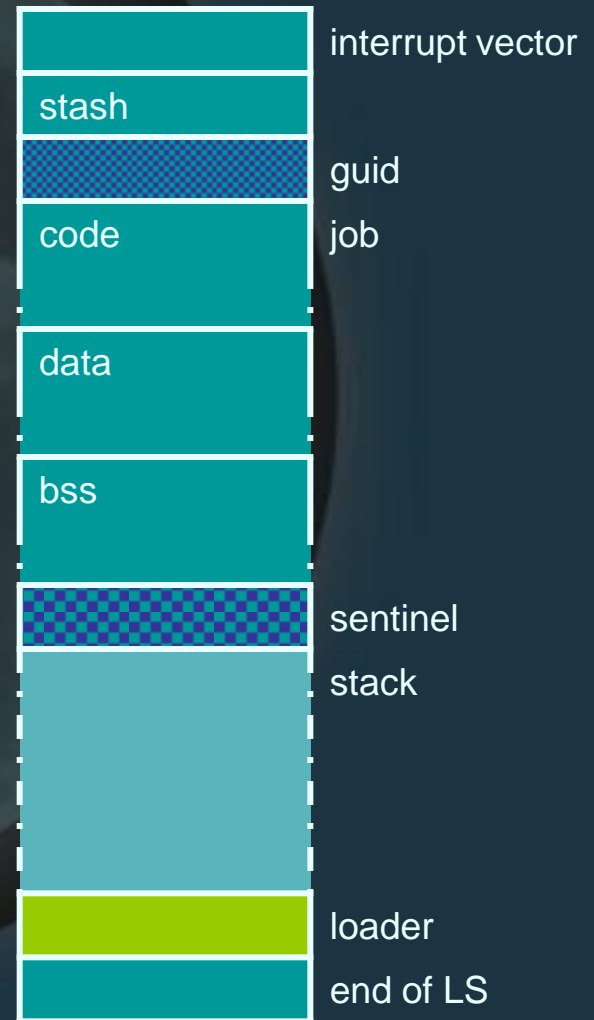 interrupt vector
stash
guid
code
job
data
bss
sentinel
stack
loader
end of LS